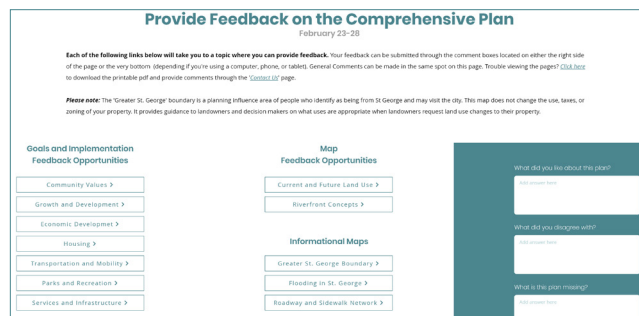 Provide Feedback on the Comprehensive Plan
February 23-28
Each of the following links below will take you to a topic where you can provide feedback. Your feedback can be submitted through the comment boxes located on either the right side
of the page or the very bottom (depending if you're using a computer, phone, or tablet). General Comments can be made in the same spot on this page. Trouble viewing the pages? Click here
to download the printable pdf and provide comments through the 'Contact Us' page.
Please note: The 'Greater St. George' boundary is a planning influence area of people who identify as being from St George and may visit the city. This map does not change the use, taxes, or
zoning of your property. It provides guidance to landowners and decision makers on what uses are appropriate when landowners request land use changes to their property.
Goals and Implementation
Feedback Opportunities
Community Values >
Growth and Development >
Economic Developmet >
Housing >
Transportation and Mobility >
Parks and Recreation >
Services and Infrastructure >
Map
Feedback Opportunities
Current and Future Land Use >
Riverfront Concepts >
Informational Maps
Greater St. George Boundary >
Flooding in St. George >
Roadway and Sidewalk Network >
What did you like about this plan?
Add answer here
What did you disagree with?
Add answer here
What is this plan missing?
Add answer here